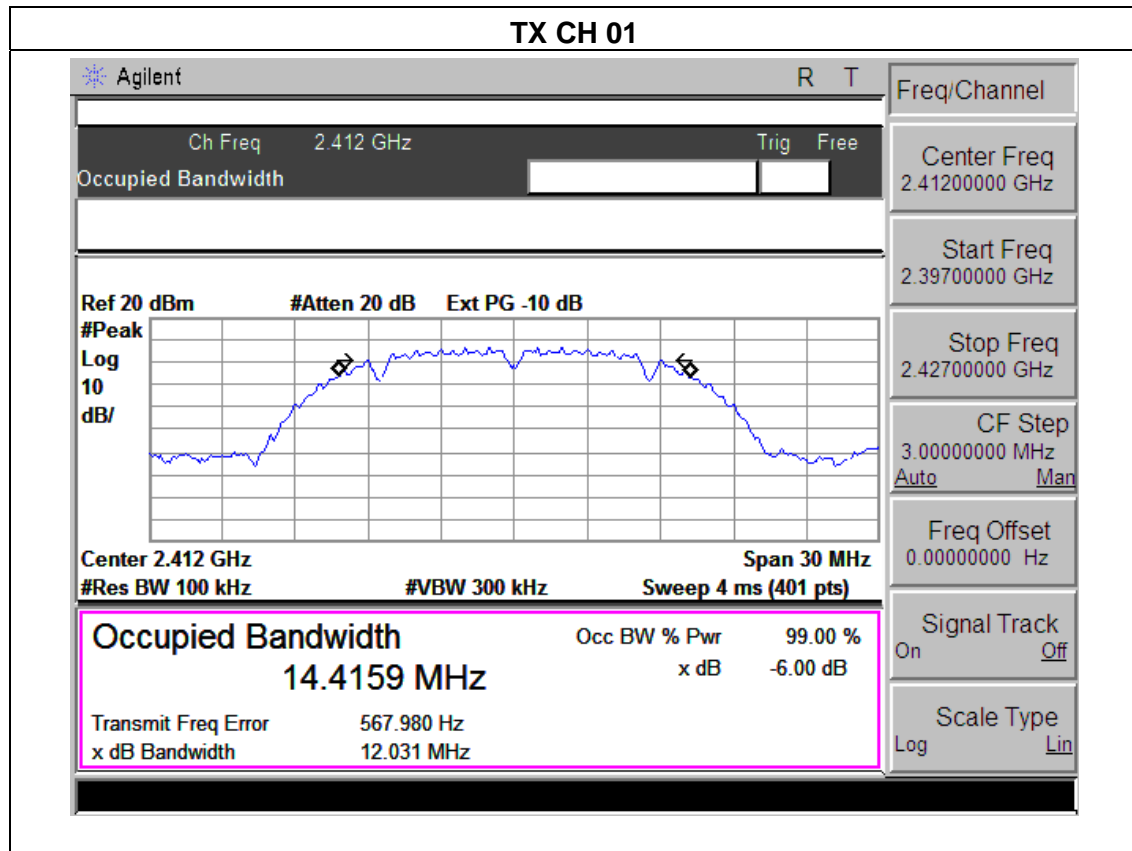 TX CH 01
Agilent R T
Freq/Channel
Ch Freq 2.412 GHz Trig Free
Occupied Bandwidth
Center Freq
2.41200000 GHz
Start Freq
2.39700000 GHz
Stop Freq
2.42700000 GHz
CF Step
3.00000000 MHz
Auto Man
Freq Offset
0.00000000 Hz
Signal Track
On Off
Scale Type
Log Lin
Ref 20 dBm #Atten 20 dB Ext PG -10 dB
#Peak
Log
10
dB/
Center 2.412 GHz Span 30 MHz
#Res BW 100 kHz #VBW 300 kHz Sweep 4 ms (401 pts)
Occupied Bandwidth Occ BW % Pwr 99.00 %
14.4159 MHz x dB -6.00 dB
Transmit Freq Error 567.980 Hz
x dB Bandwidth 12.031 MHz